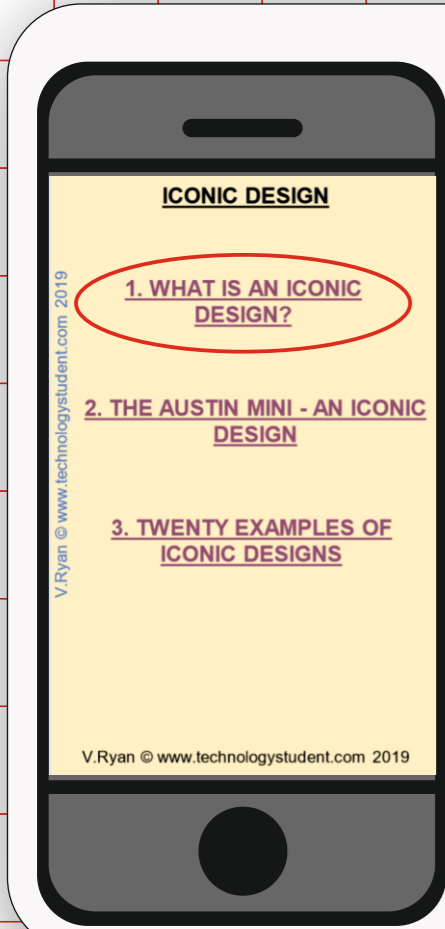 ICONIC DESIGN
1. WHAT IS AN ICONIC
DESIGN?
2. THE AUSTIN MINI - AN ICONIC
DESIGN
3. TWENTY EXAMPLES OF
ICONIC DESIGNS
V.Ryan © www.technologystudent.com 2019
V.Ryan © www.technologystudent.com 2019